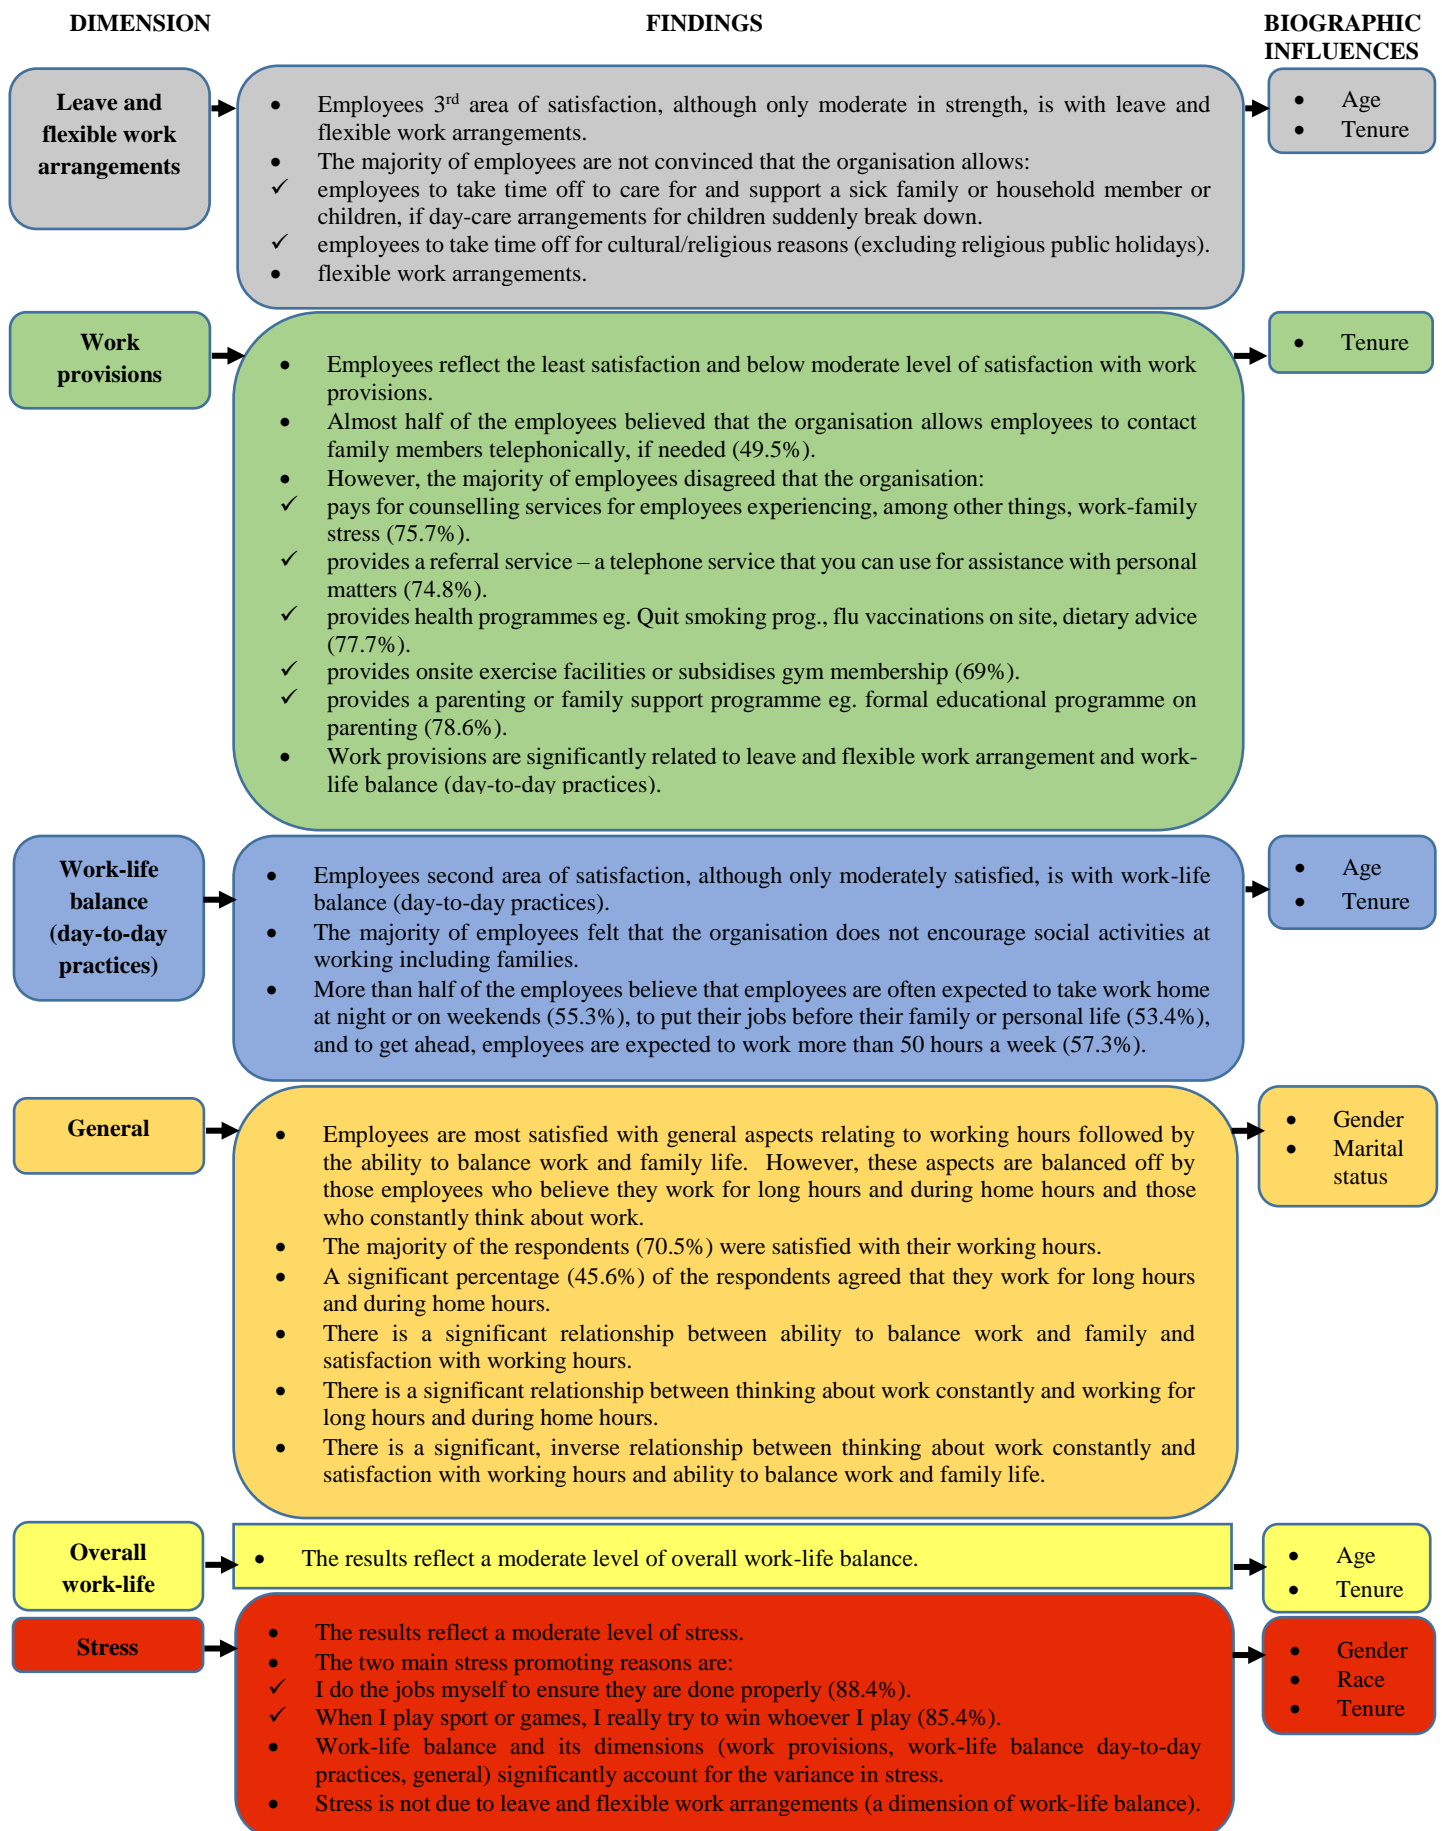 DIMENSION
FINDINGS
BIOGRAPHIC
INFLUENCES
Leave and
flexible work
arrangements
• Employees 3rd area of satisfaction, although only moderate in strength, is with leave and
flexible work arrangements.
• The majority of employees are not convinced that the organisation allows:
✓ employees to take time off to care for and support a sick family or household member or
children, if day-care arrangements for children suddenly break down.
✓ employees to take time off for cultural/religious reasons (excluding religious public holidays).
• flexible work arrangements.
• Age
• Tenure
Work
provisions
• Employees reflect the least satisfaction and below moderate level of satisfaction with work
provisions.
• Almost half of the employees believed that the organisation allows employees to contact
family members telephonically, if needed (49.5%).
• However, the majority of employees disagreed that the organisation:
✓ pays for counselling services for employees experiencing, among other things, work-family
stress (75.7%).
✓ provides a referral service – a telephone service that you can use for assistance with personal
matters (74.8%).
✓ provides health programmes eg. Quit smoking prog., flu vaccinations on site, dietary advice
(77.7%).
✓ provides onsite exercise facilities or subsidises gym membership (69%).
✓ provides a parenting or family support programme eg. formal educational programme on
parenting (78.6%).
• Work provisions are significantly related to leave and flexible work arrangement and work-
life balance (day-to-day practices).
• Tenure
Work-life
balance
(day-to-day
practices)
• Employees second area of satisfaction, although only moderately satisfied, is with work-life
balance (day-to-day practices).
• The majority of employees felt that the organisation does not encourage social activities at
working including families.
• More than half of the employees believe that employees are often expected to take work home
at night or on weekends (55.3%), to put their jobs before their family or personal life (53.4%),
and to get ahead, employees are expected to work more than 50 hours a week (57.3%).
• Age
• Tenure
General
• Employees are most satisfied with general aspects relating to working hours followed by
the ability to balance work and family life. However, these aspects are balanced off by
those employees who believe they work for long hours and during home hours and those
who constantly think about work.
• The majority of the respondents (70.5%) were satisfied with their working hours.
• A significant percentage (45.6%) of the respondents agreed that they work for long hours
and during home hours.
• There is a significant relationship between ability to balance work and family and
satisfaction with working hours.
• There is a significant relationship between thinking about work constantly and working for
long hours and during home hours.
• There is a significant, inverse relationship between thinking about work constantly and
satisfaction with working hours and ability to balance work and family life.
• Gender
• Marital
status
Overall
work-life
• The results reflect a moderate level of overall work-life balance.
• Age
• Tenure
Stress
• The results reflect a moderate level of stress.
• The two main stress promoting reasons are:
✓ I do the jobs myself to ensure they are done properly (88.4%).
✓ When I play sport or games, I really try to win whoever I play (85.4%).
• Work-life balance and its dimensions (work provisions, work-life balance day-to-day
practices, general) significantly account for the variance in stress.
• Stress is not due to leave and flexible work arrangements (a dimension of work-life balance).
• Gender
• Race
• Tenure